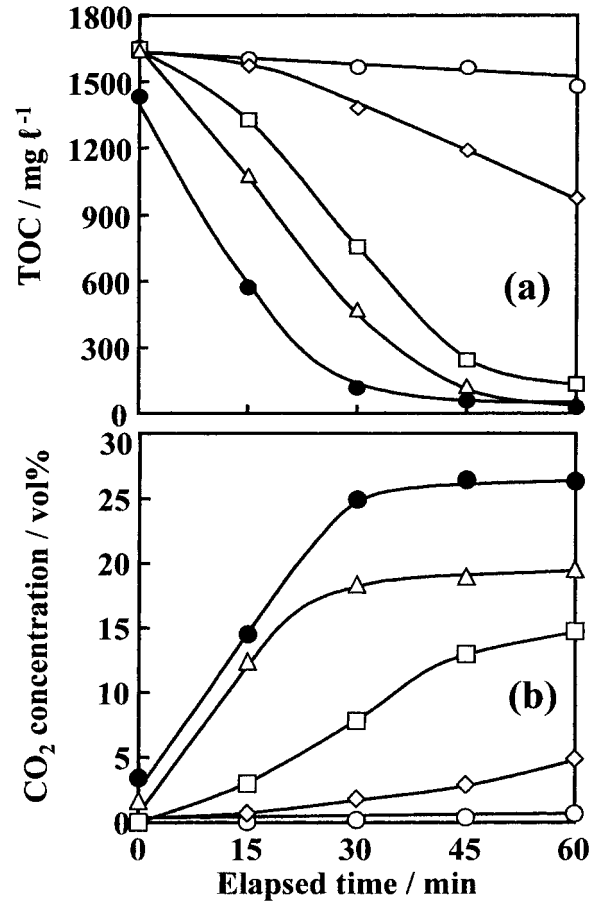 1800
1500
1200
900
600
300
0
TOC / mg ℓ⁻¹
(a)
30
25
20
15
10
5
0
CO₂ concentration / vol%
(b)
0 15 30 45 60
Elapsed time / min